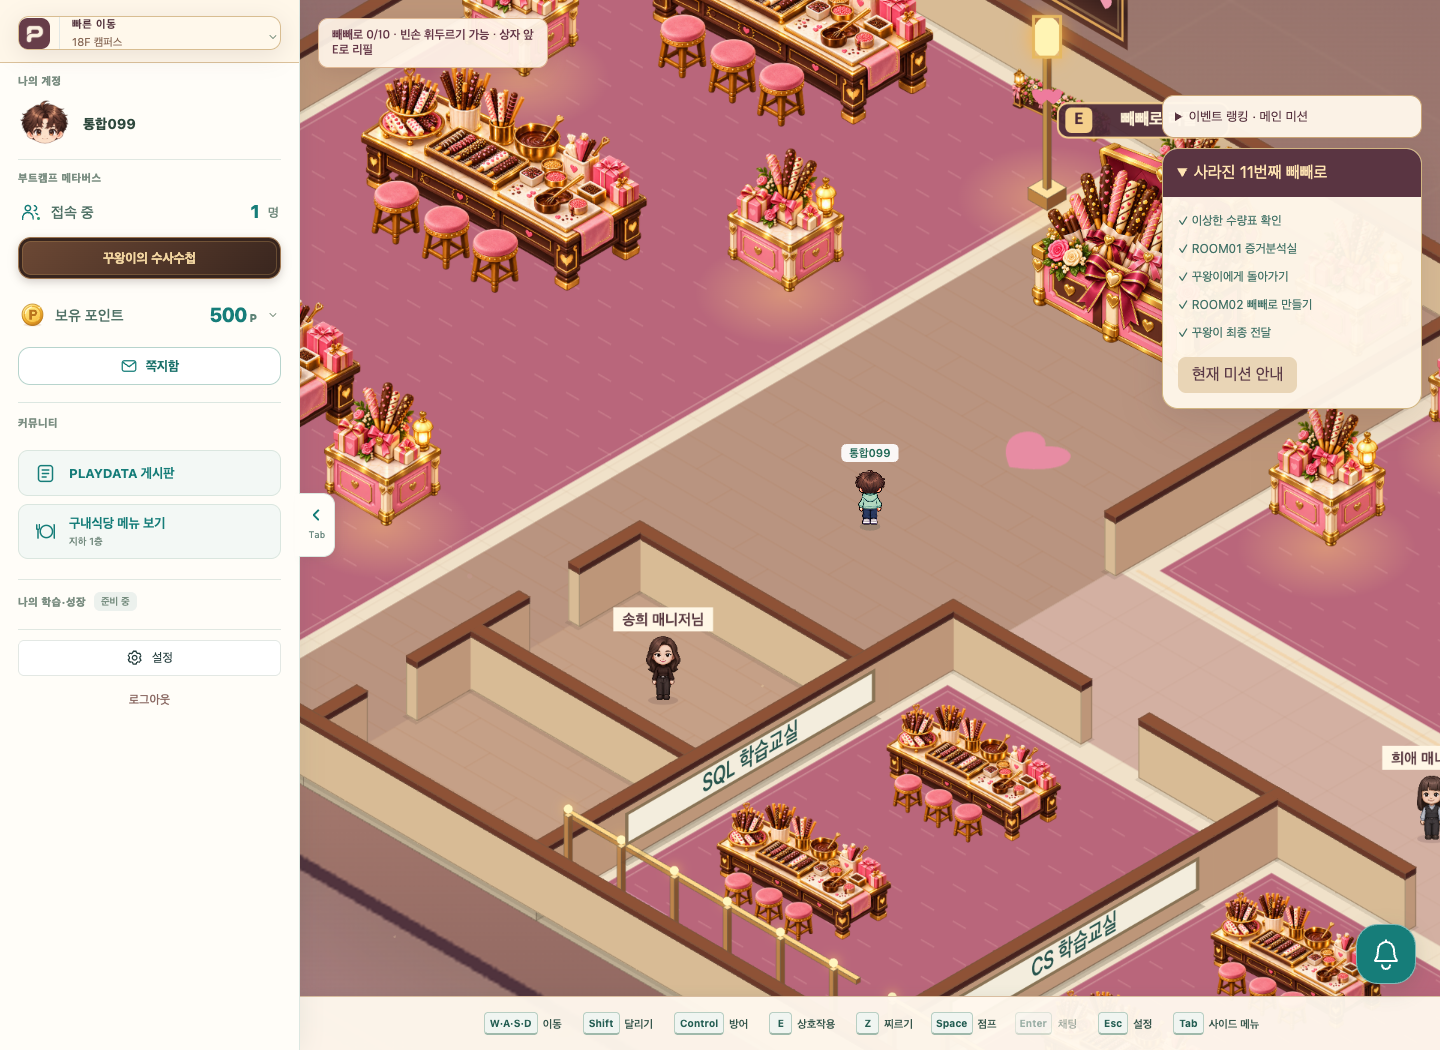 빠른 이동
18F 캠퍼스
나의 계정
통합099
부트캠프 메타버스
접속 중 1 명
꾸왕이의 수사수첩
보유 포인트 500 P
쪽지함
커뮤니티
PLAYDATA 게시판
구내식당 메뉴 보기
지하 1층
나의 학습·성장 준비 중
설정
로그아웃
빼빼로 0/10 · 빈손 휘두르기 가능 · 상자 앞
E로 리필
E 빼빼로
▶ 이벤트 랭킹 · 메인 미션
▼ 사라진 11번째 빼빼로
✓ 이상한 수량표 확인
✓ ROOM01 증거분석실
✓ 꾸왕이에게 돌아가기
✓ ROOM02 빼빼로 만들기
✓ 꾸왕이 최종 전달
현재 미션 안내
통합099
Tab
송희 매니저님
SQL 학습교실
희애 매니
CS 학습교실
W·A·S·D 이동 Shift 달리기 Control 방어 E 상호작용 Z 찌르기 Space 점프 Enter 채팅 Esc 설정 Tab 사이드 메뉴